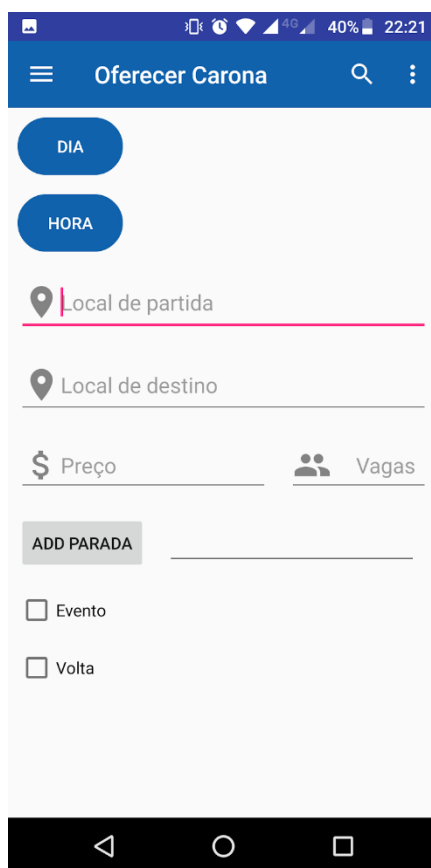 4G 40% 22:21
Oferecer Carona
DIA
HORA
Local de partida
Local de destino
$ Preço Vagas
ADD PARADA
Evento
Volta